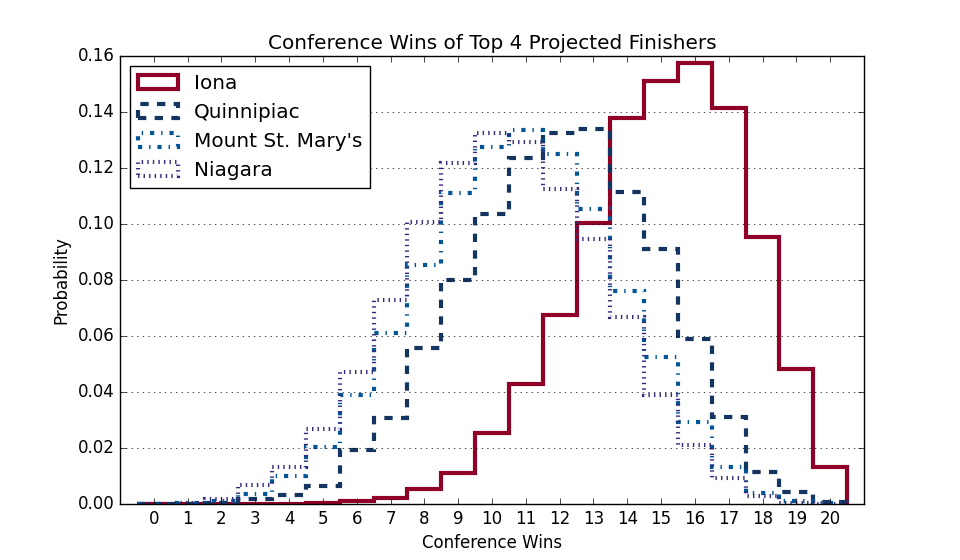 Conference Wins of Top 4 Projected Finishers
Iona
Quinnipiac
Mount St. Mary's
Niagara
Probability
0.16
0.14
0.12
0.10
0.08
0.06
0.04
0.02
0.00
0 1 2 3 4 5 6 7 8 9 10 11 12 13 14 15 16 17 18 19 20
Conference Wins